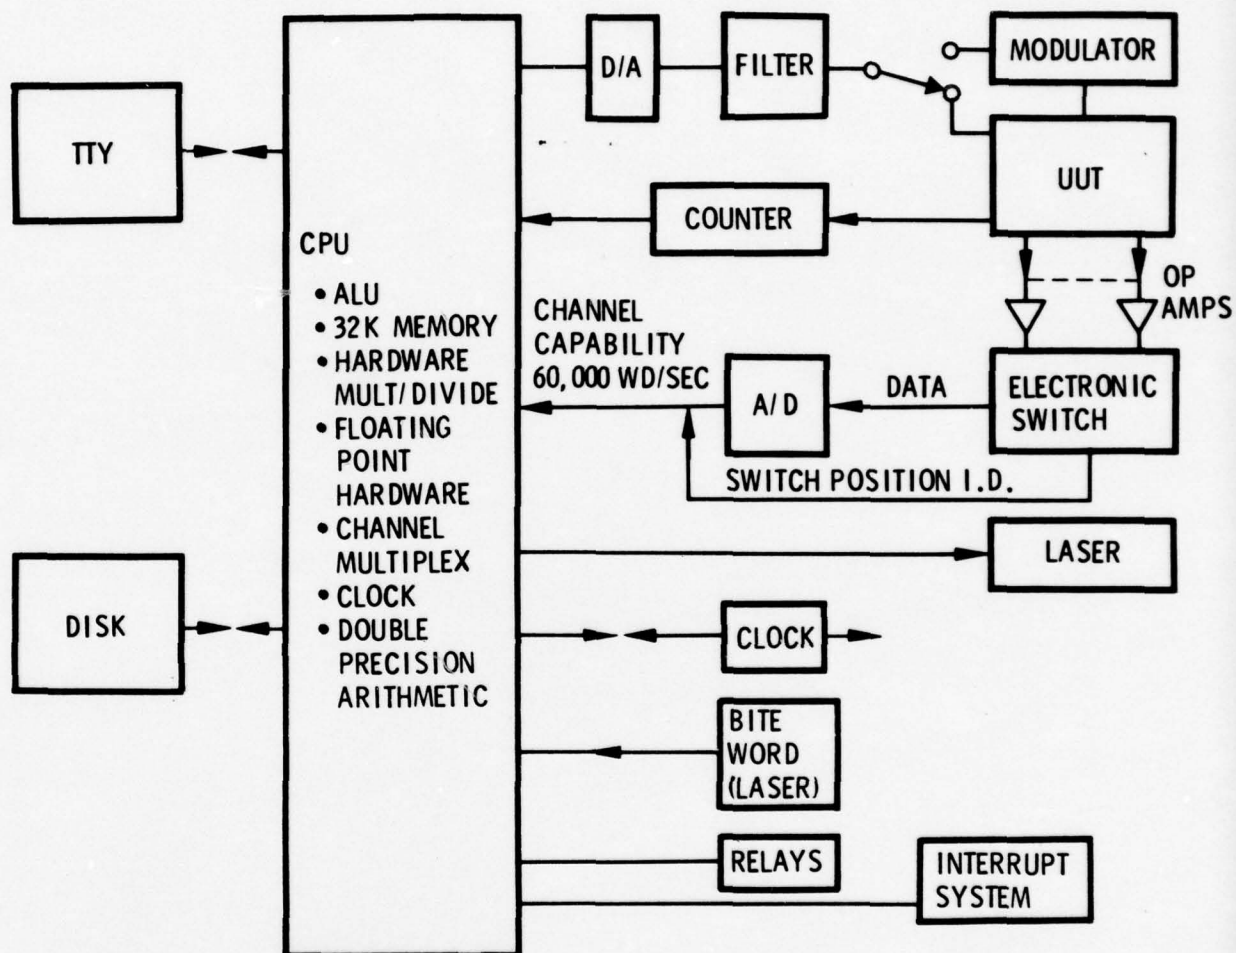 D/A
FILTER
MODULATOR
TTY
UUT
COUNTER
CPU
• ALU
• 32K MEMORY
• HARDWARE
MULT/DIVIDE
• FLOATING
POINT
HARDWARE
• CHANNEL
MULTIPLEX
• CLOCK
• DOUBLE
PRECISION
ARITHMETIC
OP
AMPS
CHANNEL
CAPABILITY
60,000 WD/SEC
A/D
DATA
ELECTRONIC
SWITCH
SWITCH POSITION I.D.
LASER
DISK
CLOCK
BITE
WORD
(LASER)
RELAYS
INTERRUPT
SYSTEM